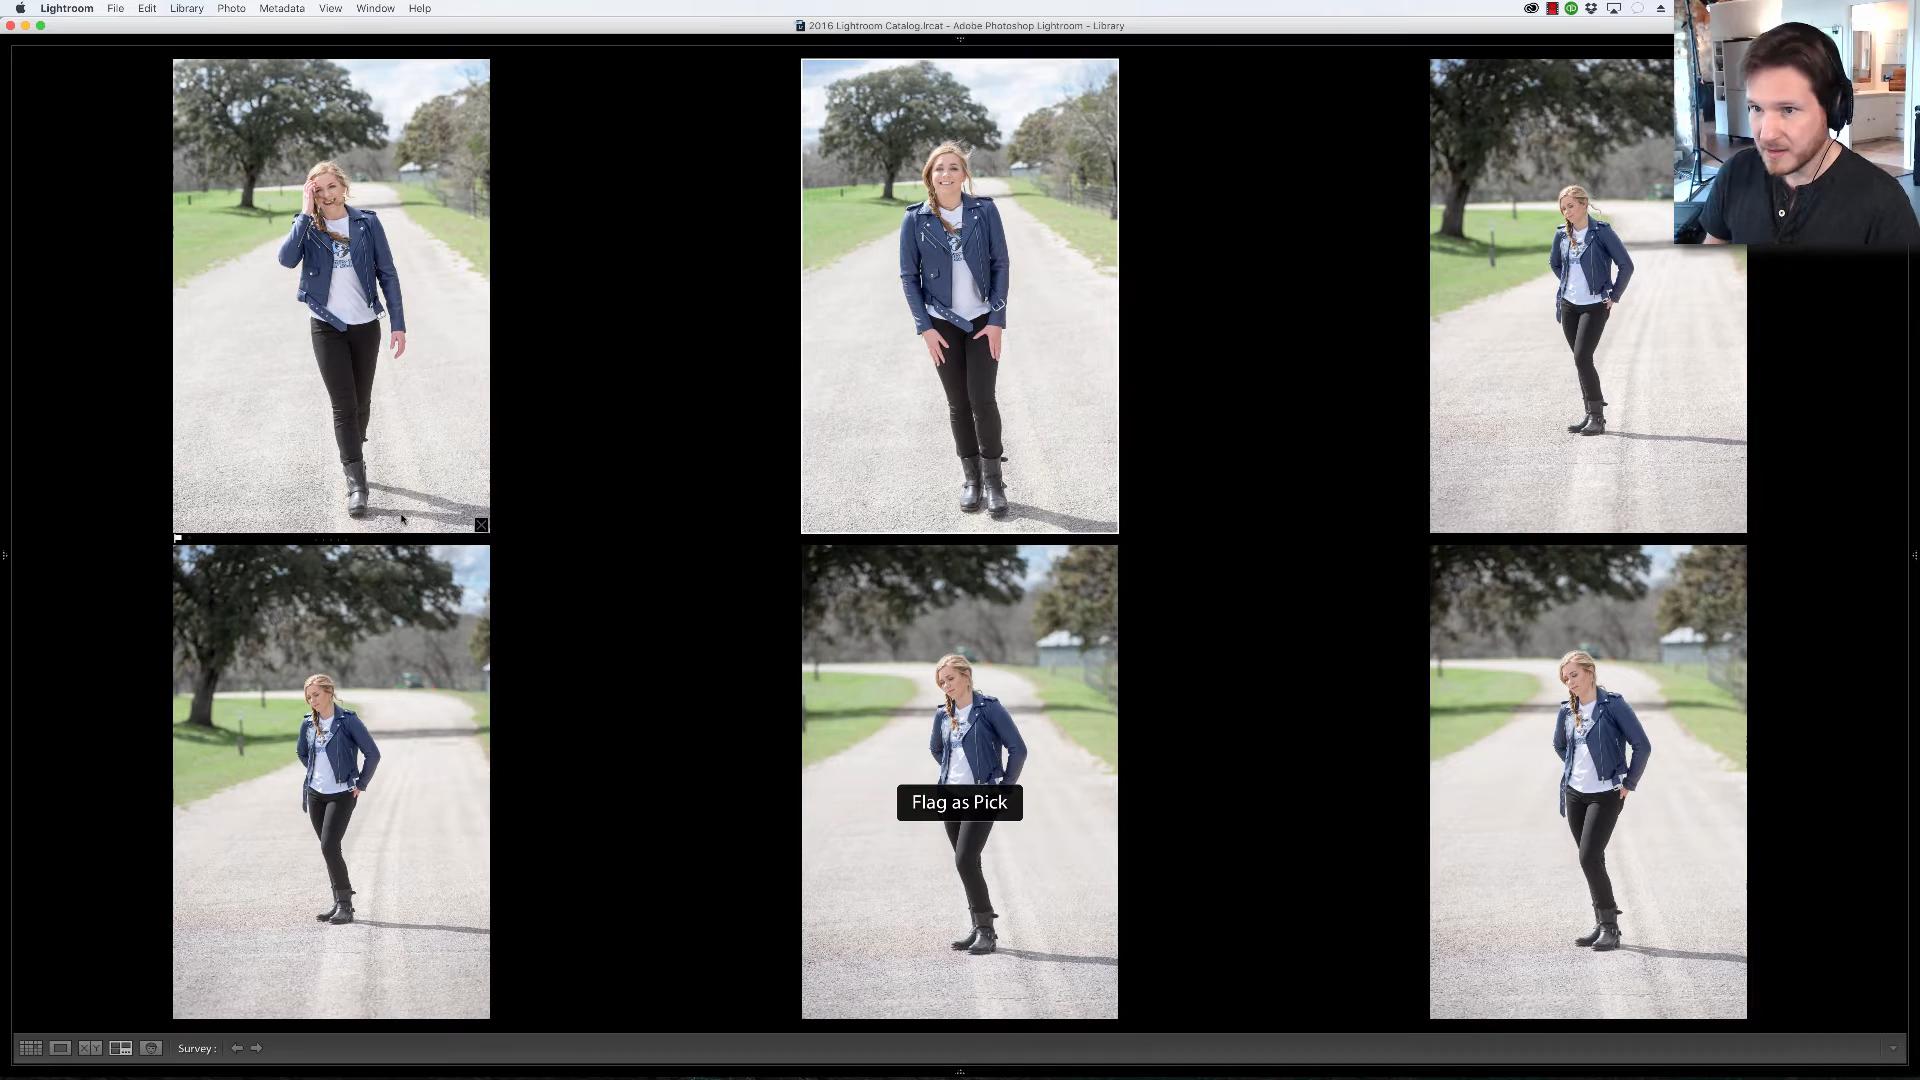 Lightroom File Edit Library Photo Metadata View Window Help
2016 Lightroom Catalog.lrcat - Adobe Photoshop Lightroom - Library
Flag as Pick
XY
Survey :